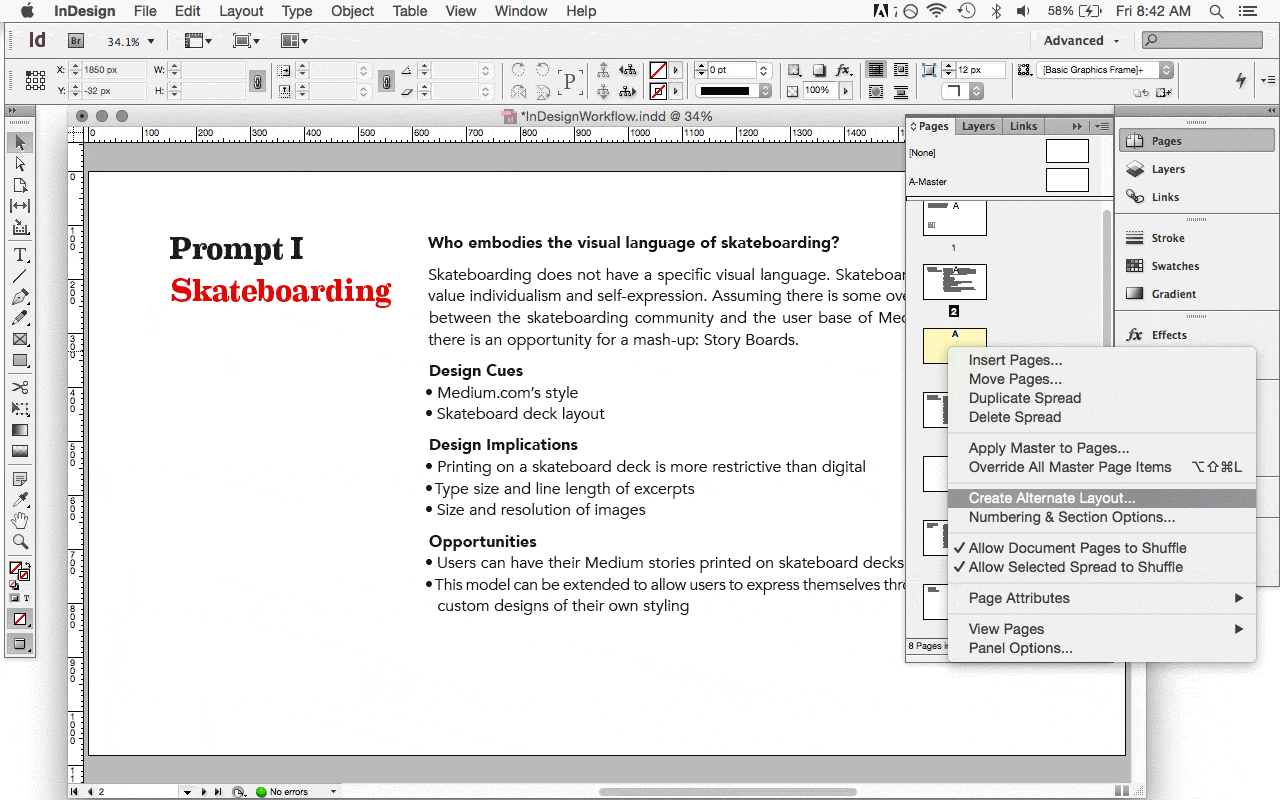 InDesign File Edit Layout Type Object Table View Window Help 58% Fri 8:42 AM
Id Br 34.1% Advanced
X: 1850 px W: 0 pt 12 px [Basic Graphics Frame]+
Y: -32 px H: 100%
*InDesignWorkflow.indd @ 34%
0 100 200 300 400 500 600 700 800 900 1000 1100 1200 1300 1400
Pages Layers Links
[None]
A-Master
A
1
A
2
A
8 Pages in
Pages
Layers
Links
Stroke
Swatches
Gradient
fx Effects
Prompt I
Skateboarding
Who embodies the visual language of skateboarding?
Skateboarding does not have a specific visual language. Skateboar
value individualism and self-expression. Assuming there is some ove
between the skateboarding community and the user base of Med
there is an opportunity for a mash-up: Story Boards.
Design Cues
• Medium.com's style
• Skateboard deck layout
Design Implications
• Printing on a skateboard deck is more restrictive than digital
• Type size and line length of excerpts
• Size and resolution of images
Opportunities
• Users can have their Medium stories printed on skateboard decks
• This model can be extended to allow users to express themselves thro
custom designs of their own styling
Insert Pages...
Move Pages...
Duplicate Spread
Delete Spread
Apply Master to Pages...
Override All Master Page Items ⌥⇧⌘L
Create Alternate Layout...
Numbering & Section Options...
✓ Allow Document Pages to Shuffle
✓ Allow Selected Spread to Shuffle
Page Attributes
View Pages
Panel Options...
2 No errors